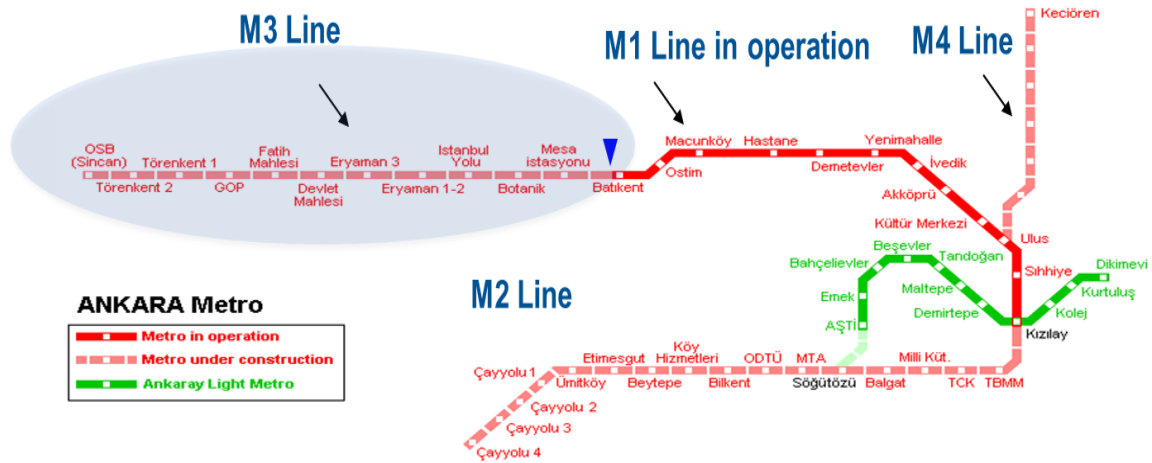 M3 Line
M1 Line in operation
M4 Line
Keciören
OSB
(Sincan)
Törenkent 2
Törenkent 1
GOP
Fatih
Mahlesi
Devlet
Mahlesi
Eryaman 3
Eryaman 1-2
Istanbul
Yolu
Botanik
Mesa
istasyonu
Batıkent
Ostim
Macunköy
Hastane
Demetevler
Yenimahalle
İvedik
Akköprü
Kültür Merkezi
Ulus
Sıhhiye
Kızılay
Dikimevi
Kurtuluş
Kolej
Demirtepe
Maltepe
Tandoğan
Beşevler
Bahçelievler
Emek
AŞTİ
M2 Line
Çayyolu 4
Çayyolu 3
Çayyolu 2
Çayyolu 1
Ümitköy
Etimesgut
Beytepe
Köy
Hizmetleri
Bilkent
ODTÜ
MTA
Söğütözü
Balgat
Milli Küt.
TCK
TBMM
ANKARA Metro
Metro in operation
Metro under construction
Ankaray Light Metro